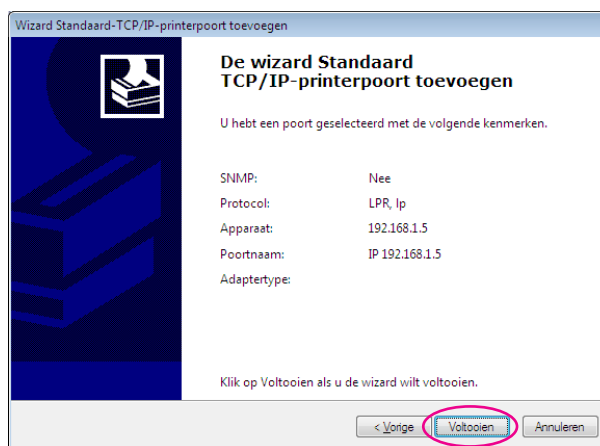 Wizard Standaard-TCP/IP-printerpoort toevoegen
De wizard Standaard
TCP/IP-printerpoort toevoegen
U hebt een poort geselecteerd met de volgende kenmerken.
SNMP: Nee
Protocol: LPR, lp
Apparaat: 192.168.1.5
Poortnaam: IP 192.168.1.5
Adaptertype:
Klik op Voltooien als u de wizard wilt voltooien.
< Vorige Voltooien Annuleren